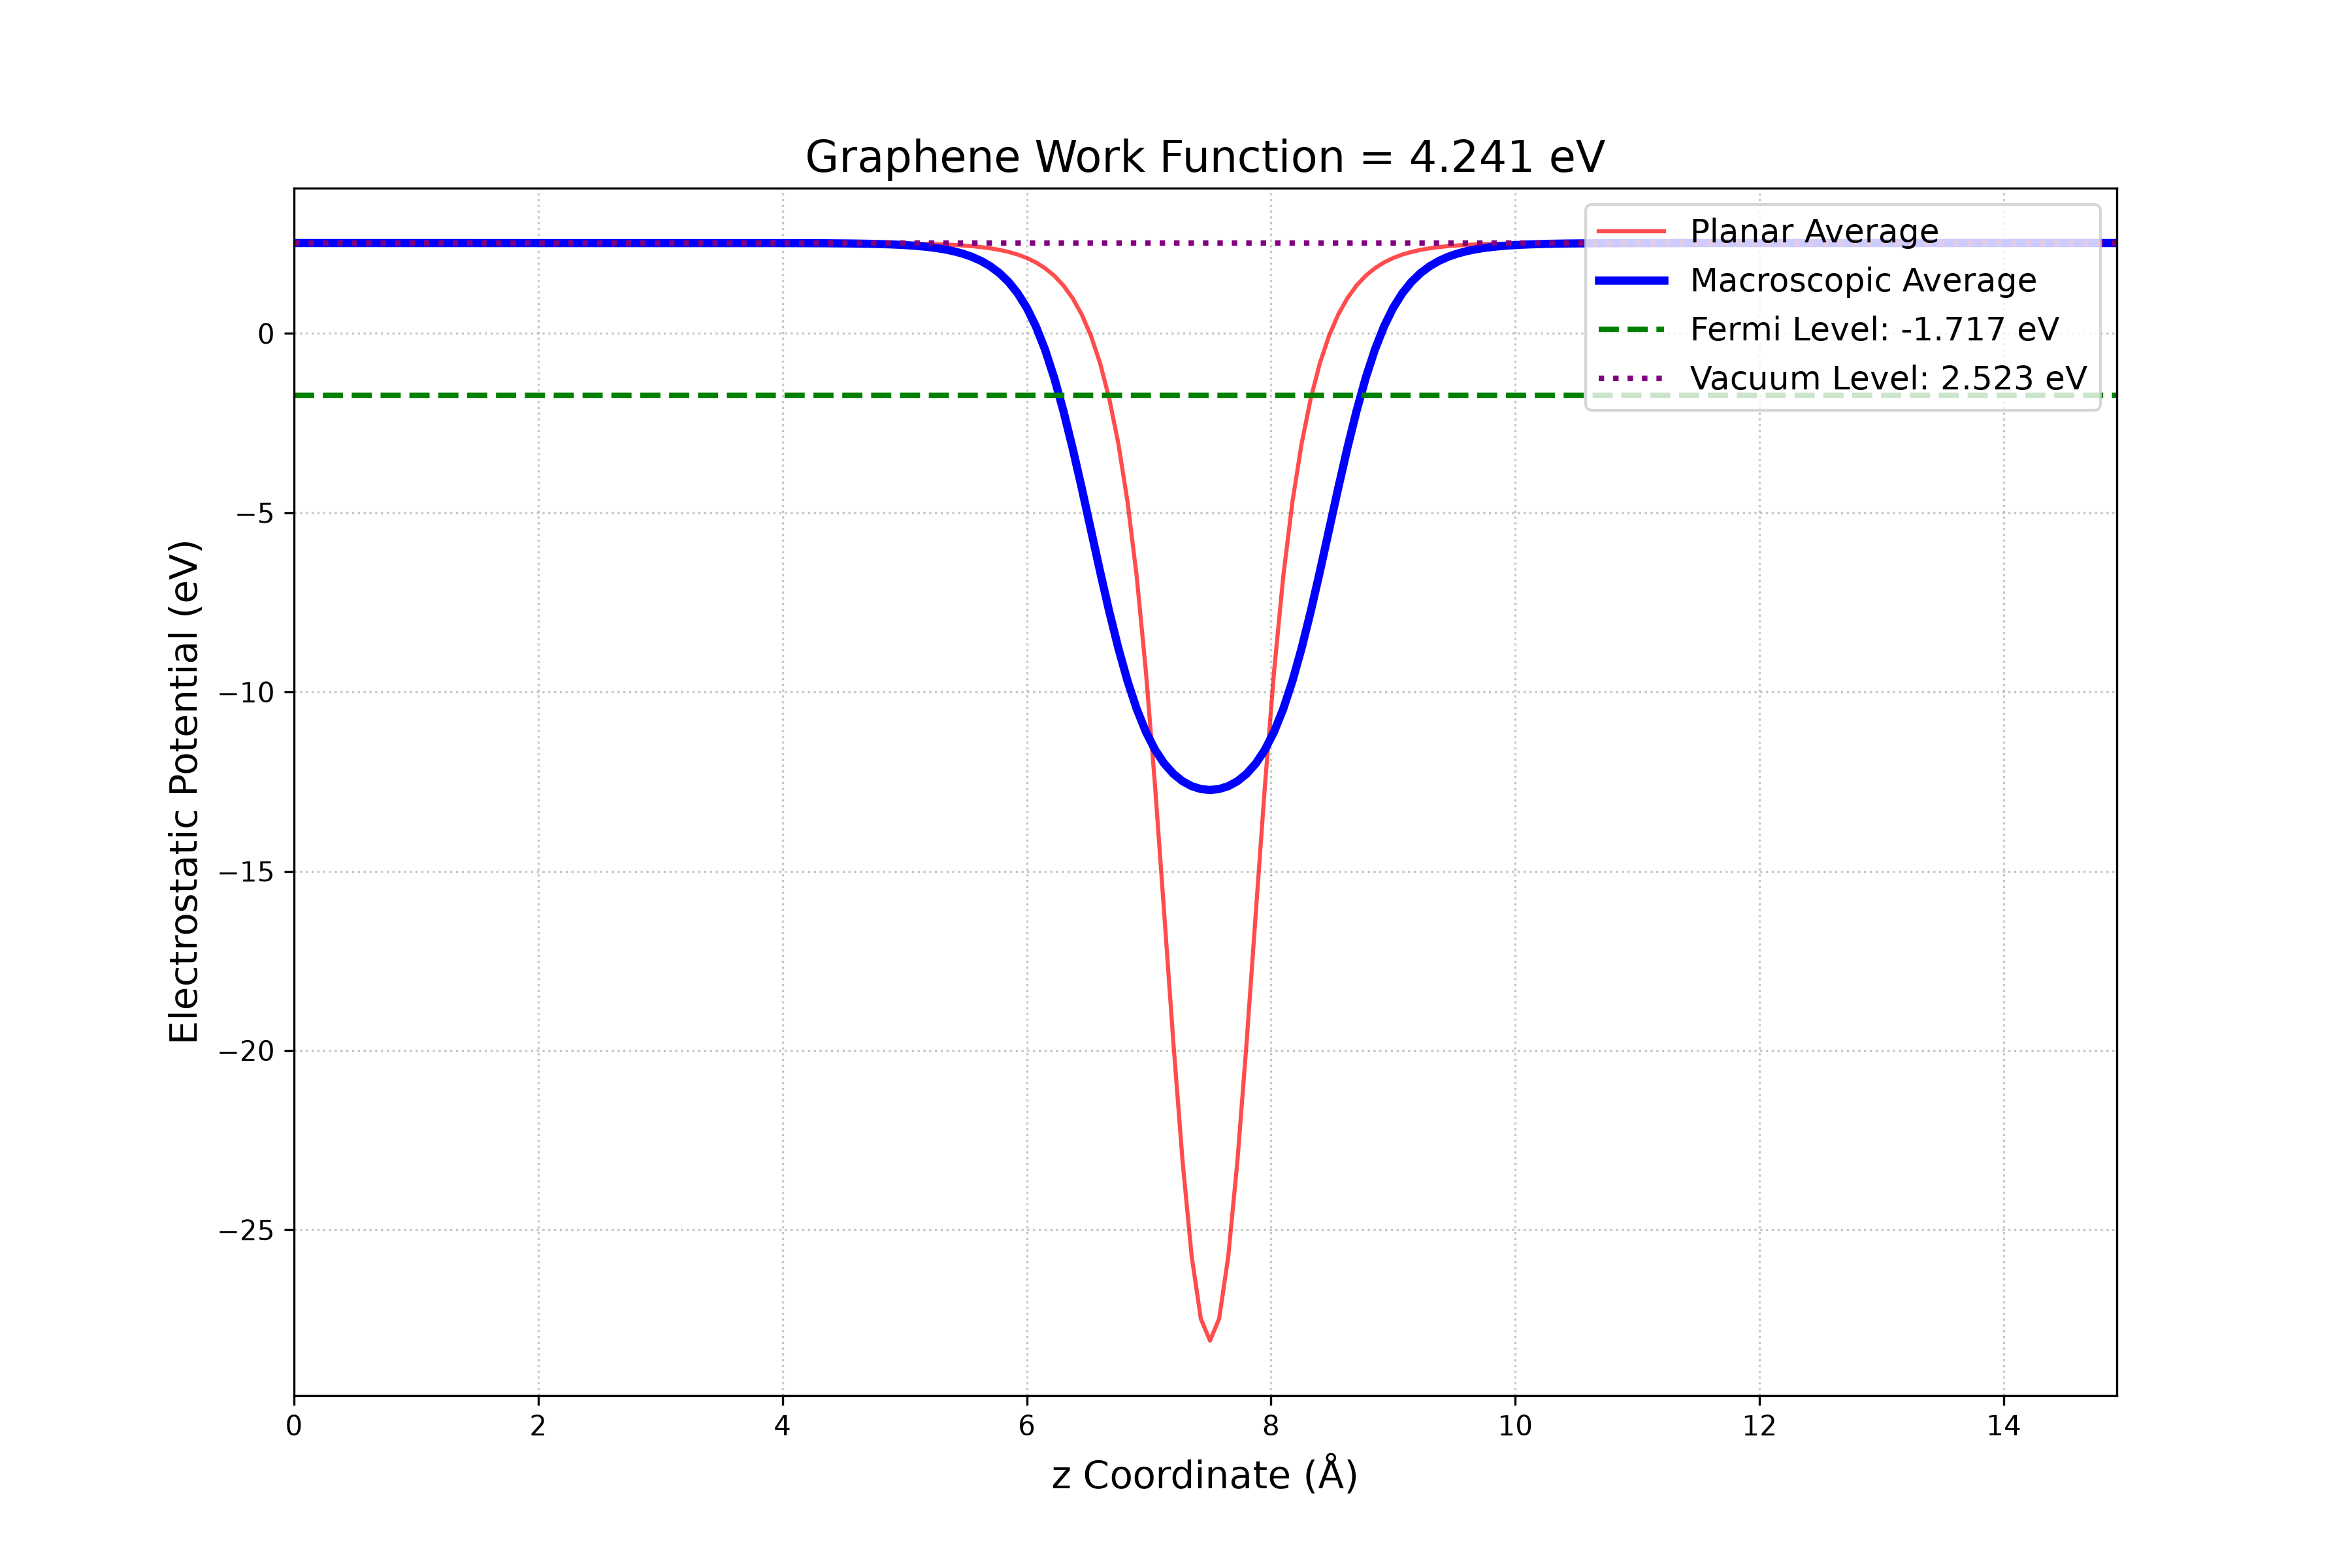 Graphene Work Function = 4.241 eV
Planar Average
Macroscopic Average
Fermi Level: -1.717 eV
Vacuum Level: 2.523 eV
Electrostatic Potential (eV)
0
−5
−10
−15
−20
−25
0 2 4 6 8 10 12 14
z Coordinate (Å)